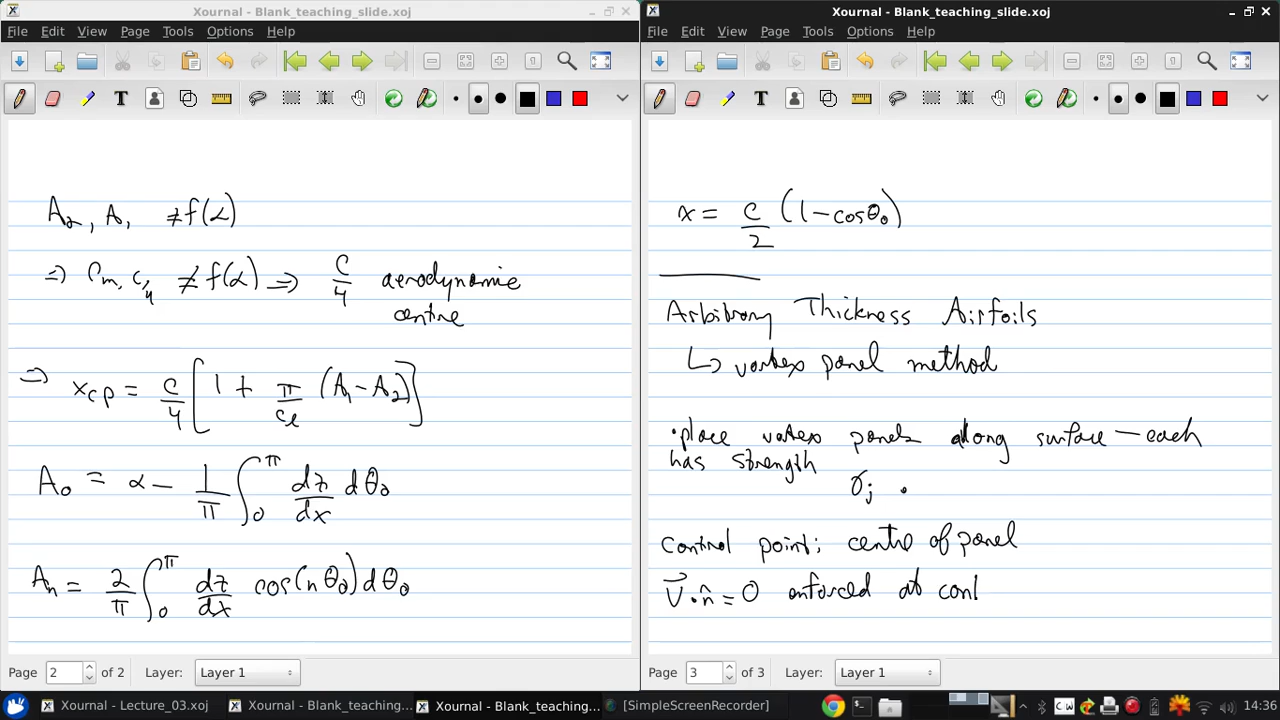 Xournal - Blank_teaching_slide.xoj
File Edit View Page Tools Options Help
A₂, A₁ ≠f(α)
⇒ Cm,c/4 ≠ f(α) ⇒ c/4 aerodynamic
centre
⇒ xcp = c/4 [1 + π/cℓ (A₁-A₂)]
A₀ = α - 1/π ∫₀^π dz/dx dθ₀
Aₙ = 2/π ∫₀^π dz/dx cos(nθ₀)dθ₀
Page 2 of 2 Layer: Layer 1
Xournal - Blank_teaching_slide.xoj
File Edit View Page Tools Options Help
x = c/2 (1-cosθ₀)
Arbitrary Thickness Airfoils
↳ vortex panel method
·place vortex panels along surface — each
has strength
γj .
control point: centre of panel
V⃗·n̂ = 0 enforced at cont
Page 3 of 3 Layer: Layer 1
Xournal - Lecture_03.xoj
Xournal - Blank_teaching...
Xournal - Blank_teaching...
[SimpleScreenRecorder]
CW
14:36